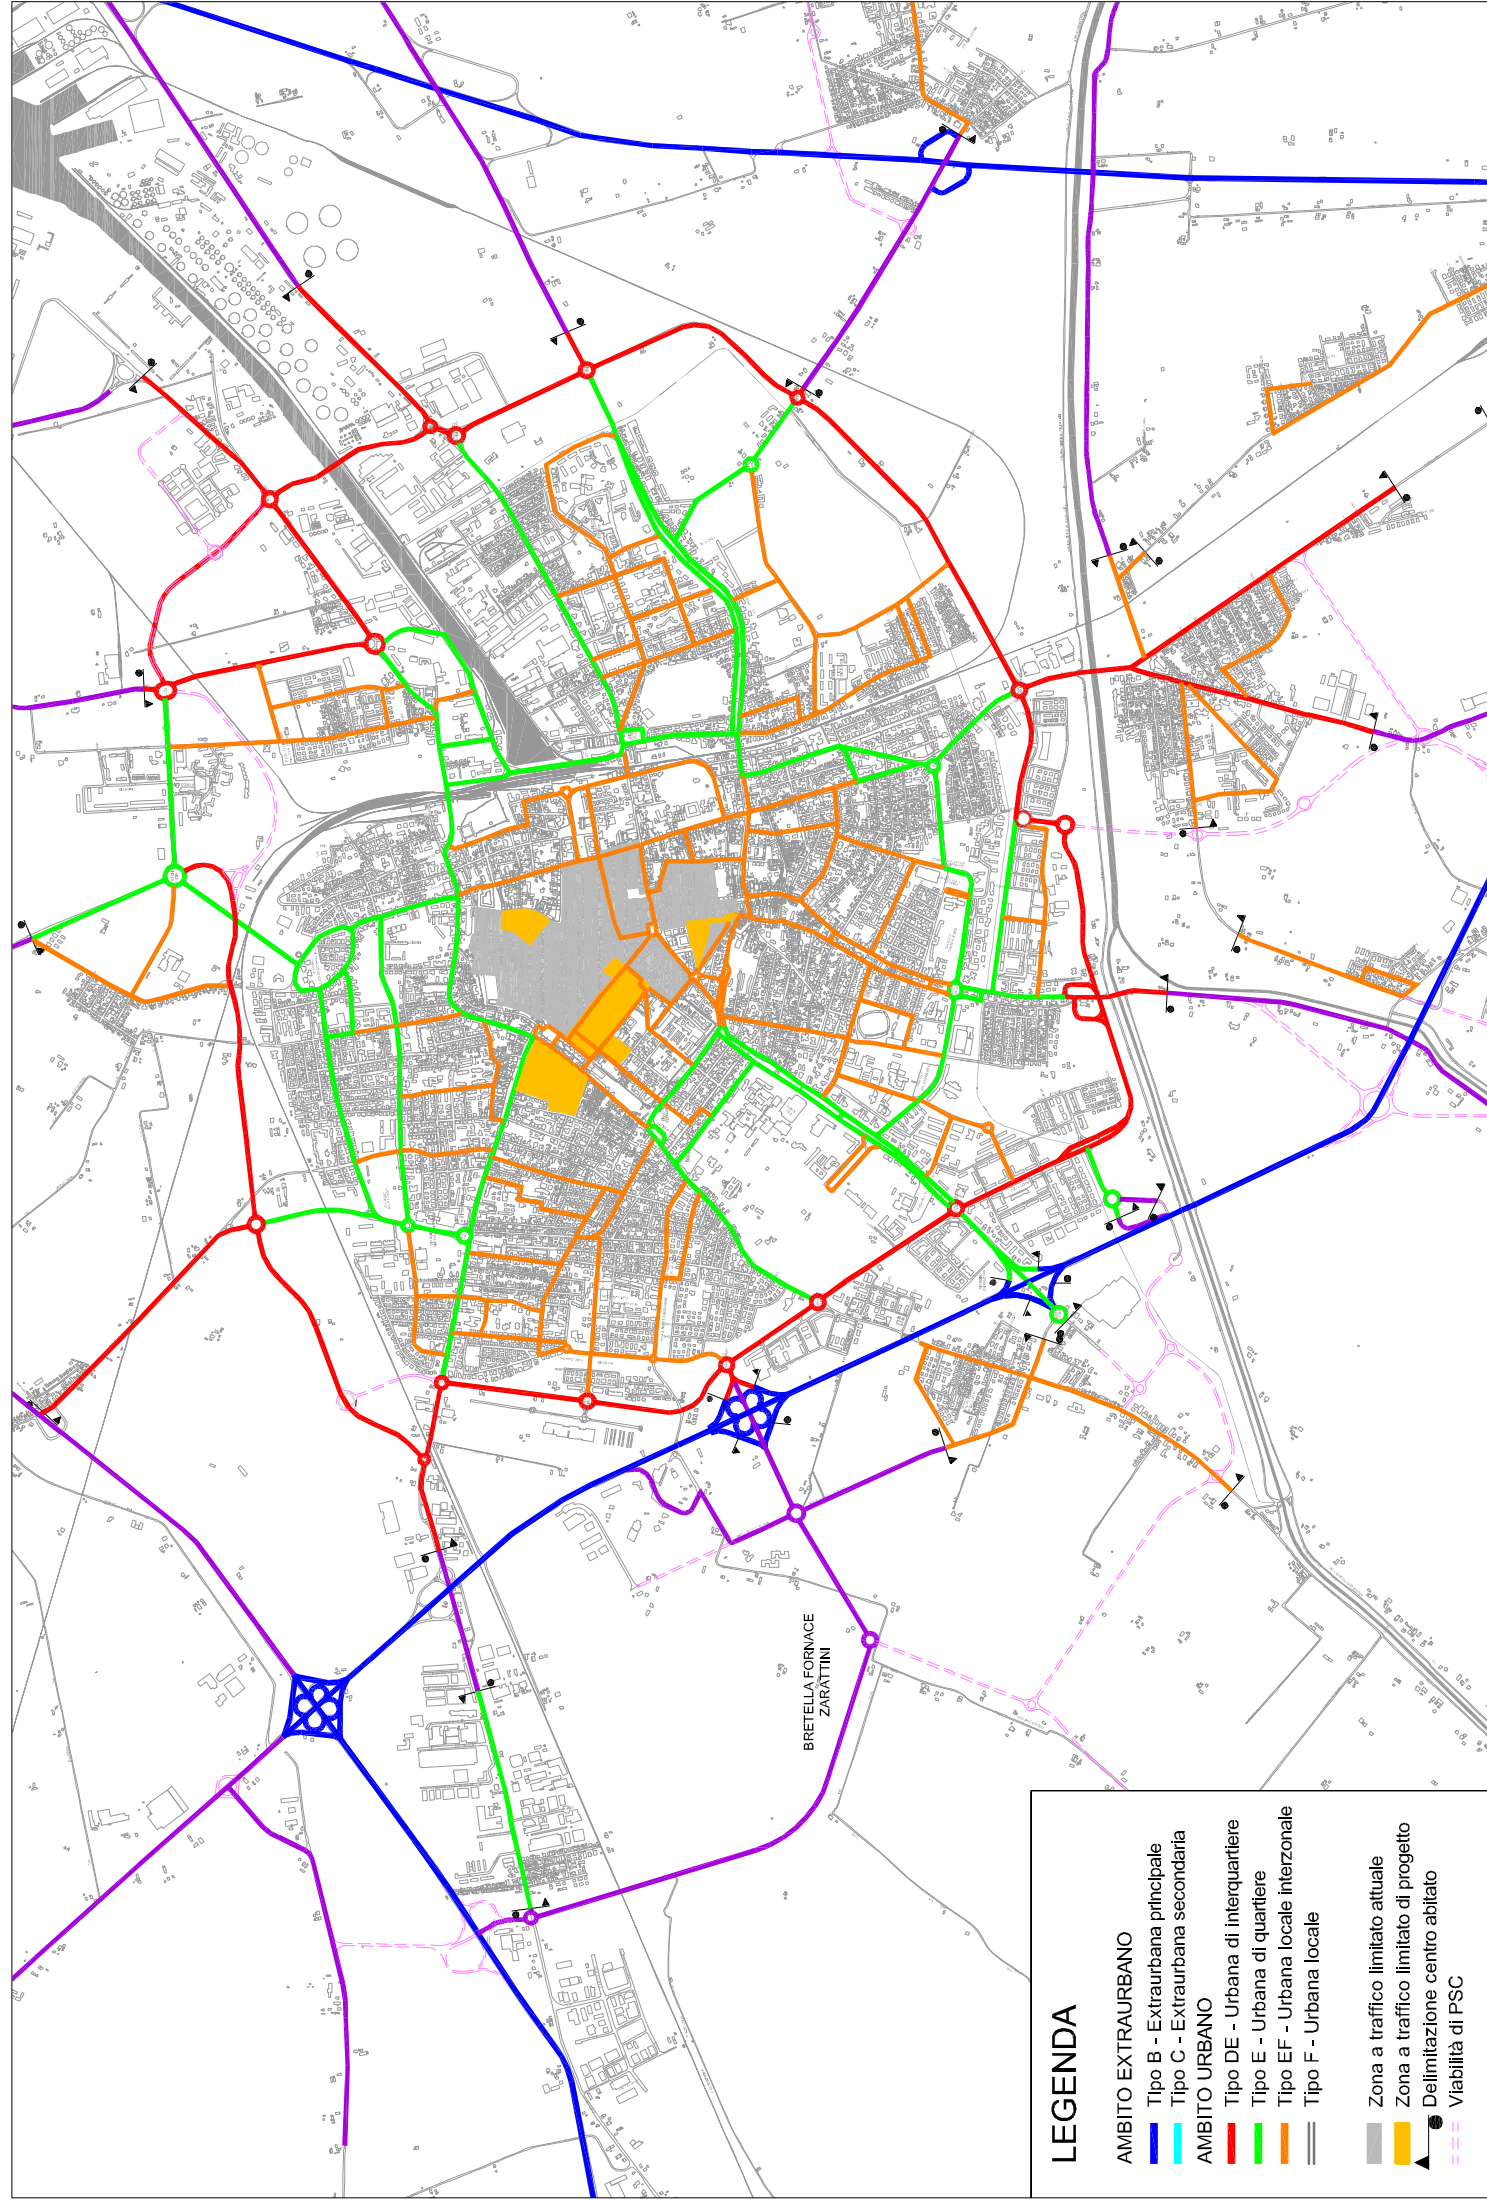 BRETELLA FORNACE
ZARATTINI
LEGENDA
AMBITO EXTRAURBANO
Tipo B - Extraurbana principale
Tipo C - Extraurbana secondaria
AMBITO URBANO
Tipo DE - Urbana di interquartiere
Tipo E - Urbana di quartiere
Tipo EF - Urbana locale interzonale
Tipo F - Urbana locale
Zona a traffico limitato attuale
Zona a traffico limitato di progetto
Delimitazione centro abitato
Viabilità di PSC